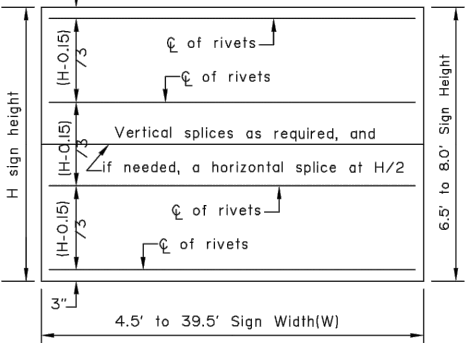 (H-0.15)
/3
℄ of rivets
℄ of rivets
(H-0.15)
/3
Vertical splices as required, and
if needed, a horizontal splice at H/2
℄ of rivets
(H-0.15)
/3
℄ of rivets
H sign height
6.5' to 8.0' Sign Height
3"
4.5' to 39.5' Sign Width(W)